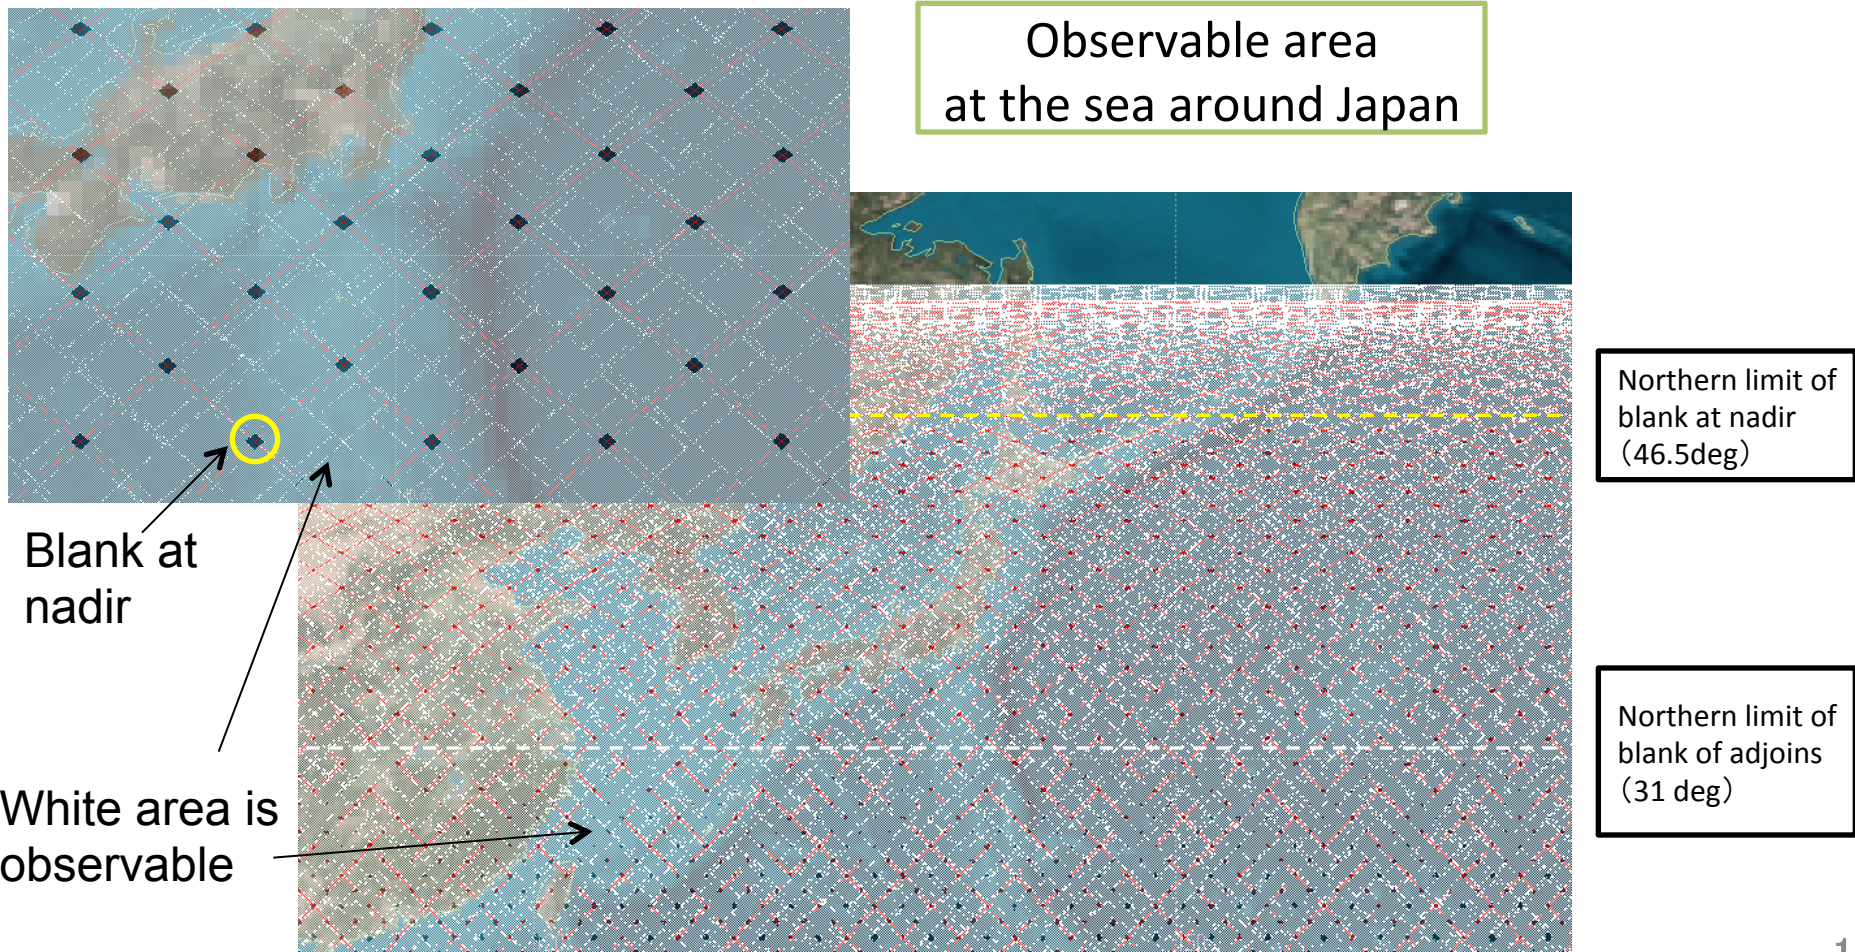 Observable area
at the sea around Japan
Northern limit of
blank at nadir
（46.5deg）
Blank at
nadir
Northern limit of
blank of adjoins
（31 deg）
White area is
observable
1